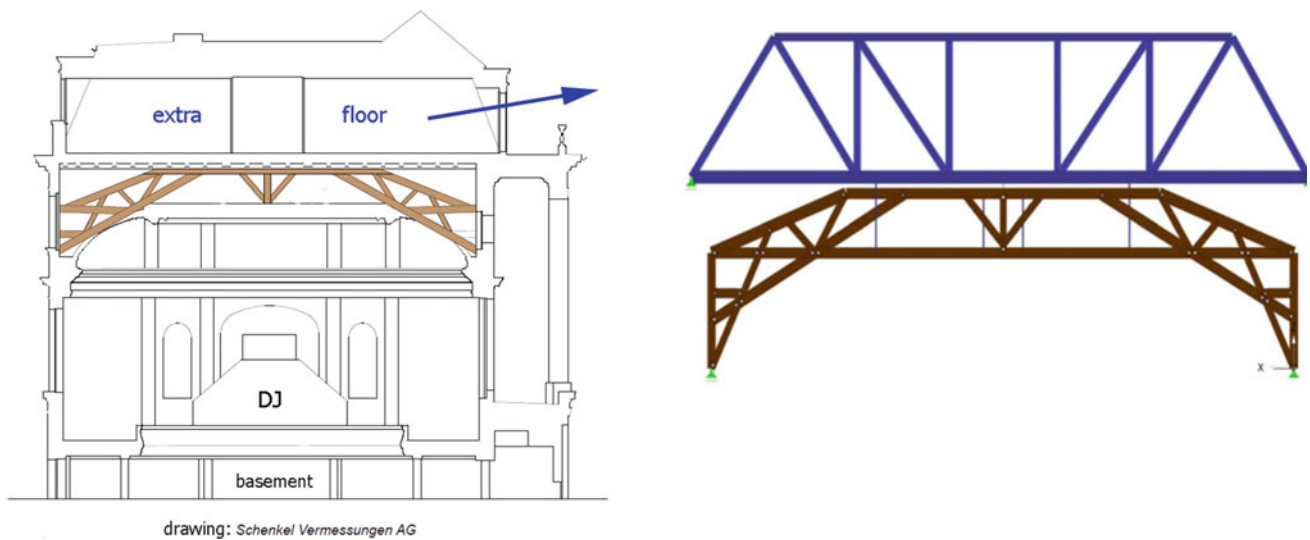 extra floor
DJ
basement
drawing: Schenkel Vermessungen AG
X